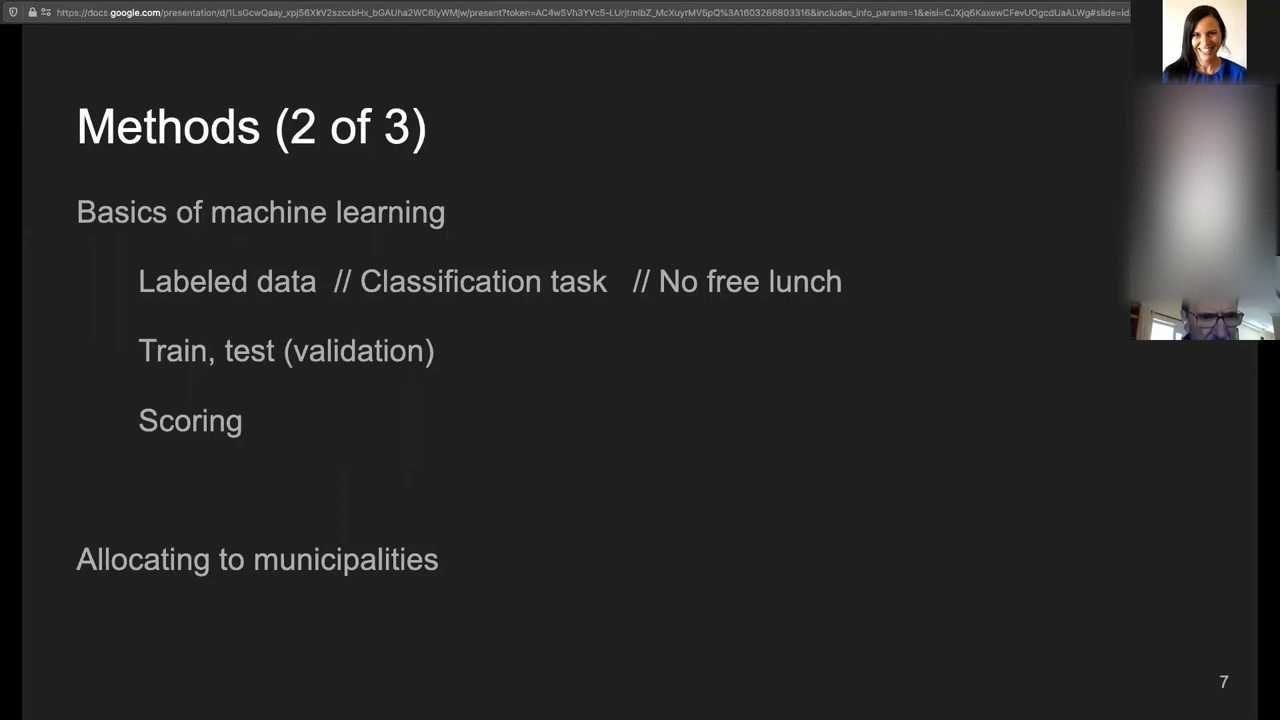 Methods (2 of 3)
Basics of machine learning
Labeled data // Classification task // No free lunch
Train, test (validation)
Scoring
Allocating to municipalities
7